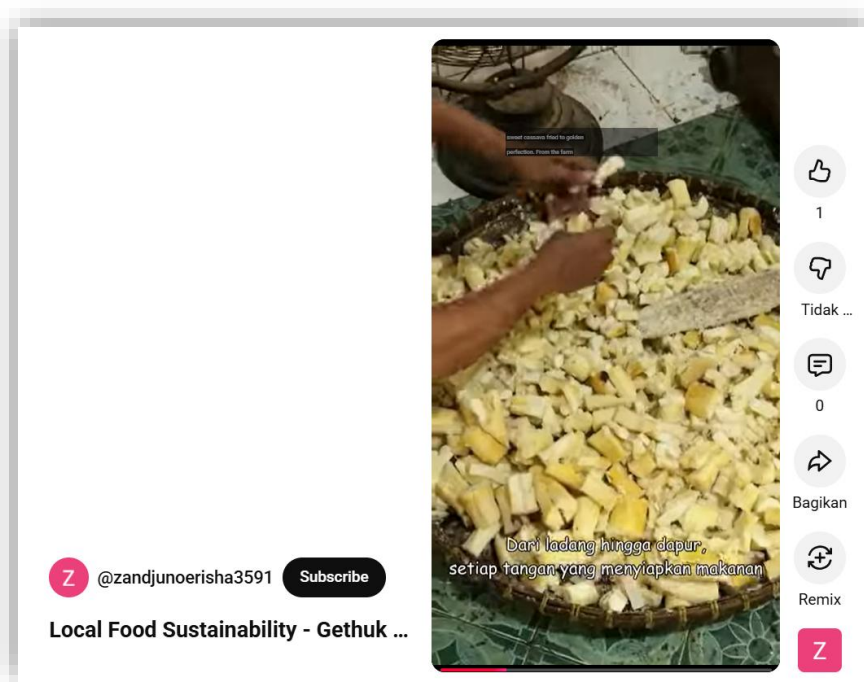 sweet cassava fried to golden
perfection. From the farm
Dari ladang hingga dapur,
setiap tangan yang menyiapkan makanan
Z @zandjunoerisha3591 Subscribe
Local Food Sustainability - Gethuk ...
1
Tidak ...
0
Bagikan
Remix
Z